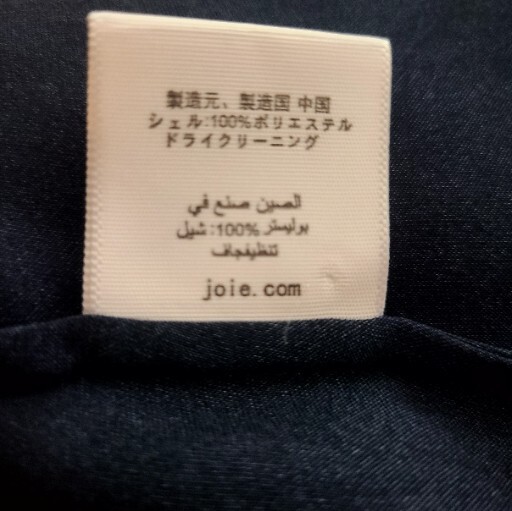 製造元、製造国 中国
シェル:100%ポリエステル
ドライクリーニング
الصين صنع في
بوليستر 100%: شيل
تنظيفجاف
joie.com